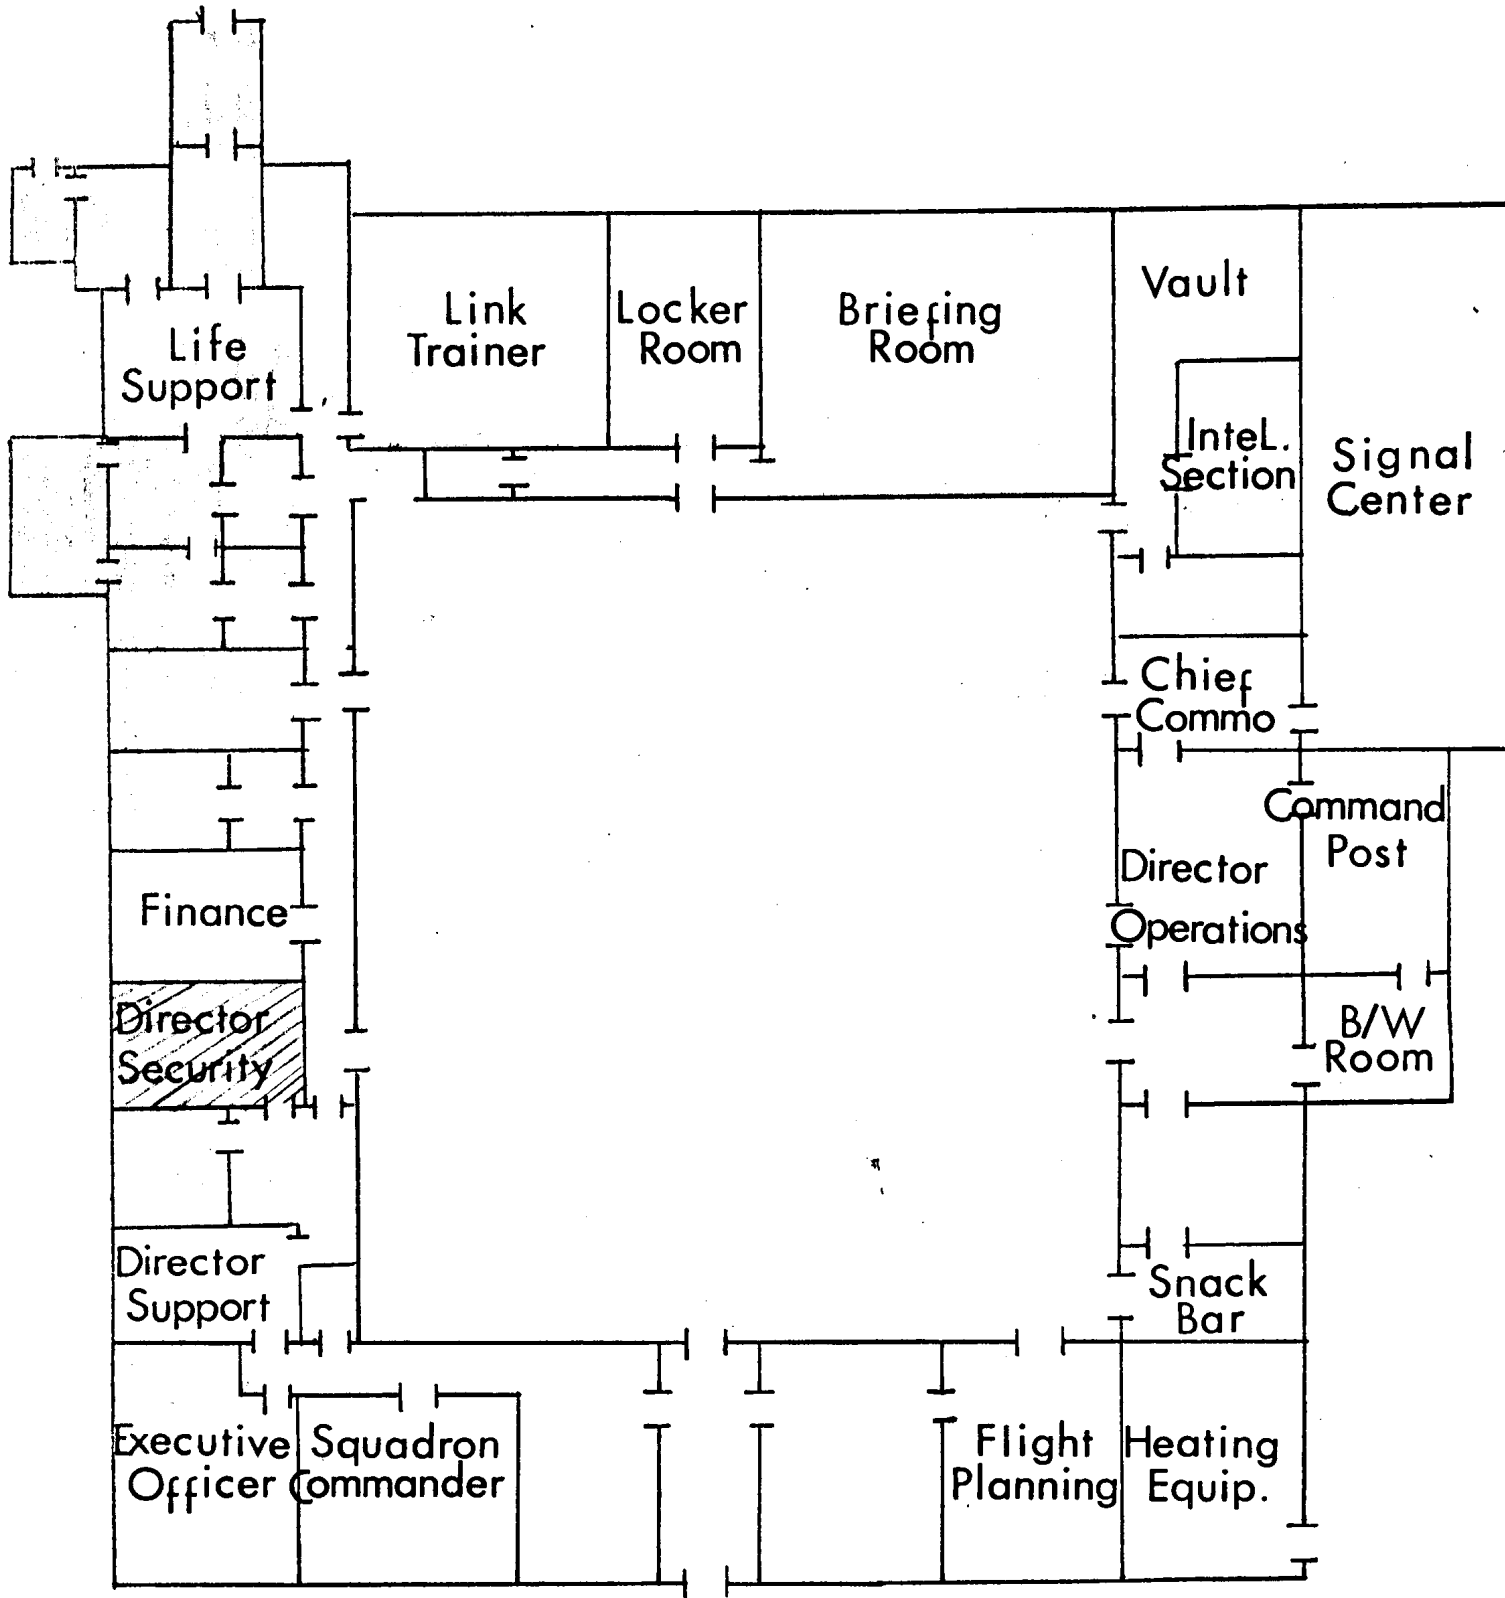 Link
Trainer
Locker
Room
Briefing
Room
Vault
Life
Support
InteL.
Section
Signal
Center
Chief
Commo
Command
Post
Director
Operations
Finance
Director
Security
B/W
Room
Director
Support
Snack
Bar
Executive
Officer
Squadron
Commander
Flight
Planning
Heating
Equip.